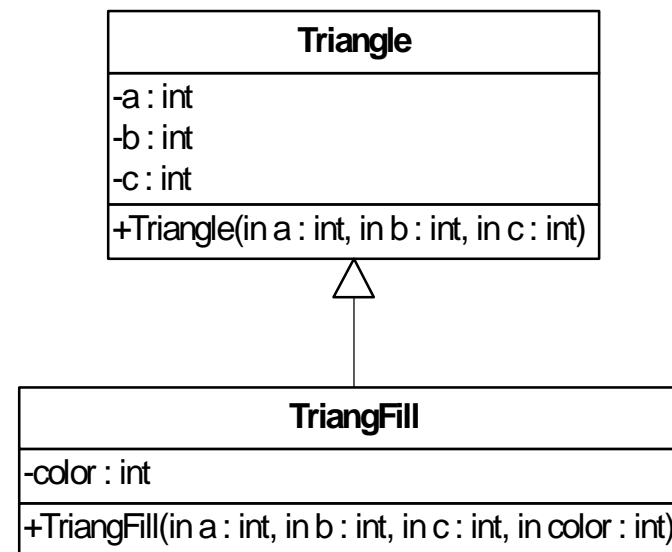 Triangle
-a : int
-b : int
-c : int
+Triangle(in a : int, in b : int, in c : int)
TriangFill
-color : int
+TriangFill(in a : int, in b : int, in c : int, in color : int)